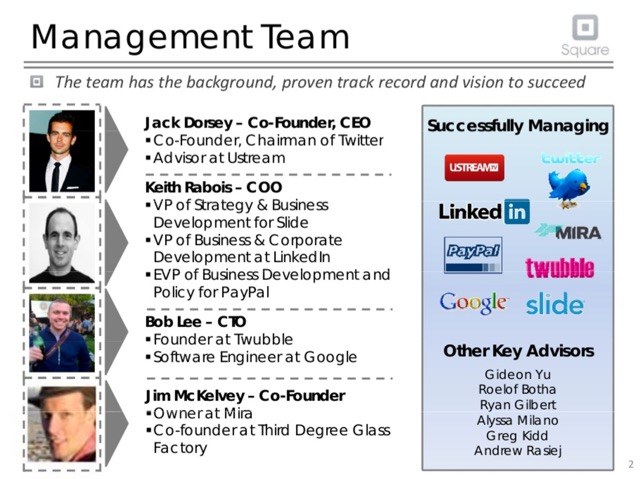 Management Team
Square
The team has the background, proven track record and vision to succeed
Jack Dorsey – Co-Founder, CEO
▪ Co-Founder, Chairman of Twitter
▪ Advisor at Ustream
Keith Rabois – COO
▪ VP of Strategy & Business
Development for Slide
▪ VP of Business & Corporate
Development at LinkedIn
▪ EVP of Business Development and
Policy for PayPal
Bob Lee – CTO
▪ Founder at Twubble
▪ Software Engineer at Google
Jim McKelvey – Co-Founder
▪ Owner at Mira
▪ Co-founder at Third Degree Glass
Factory
Successfully Managing
USTREAM TV
twitter
Linked in
MIRA
PayPal
twubble
Google
slide
Other Key Advisors
Gideon Yu
Roelof Botha
Ryan Gilbert
Alyssa Milano
Greg Kidd
Andrew Rasiej
2